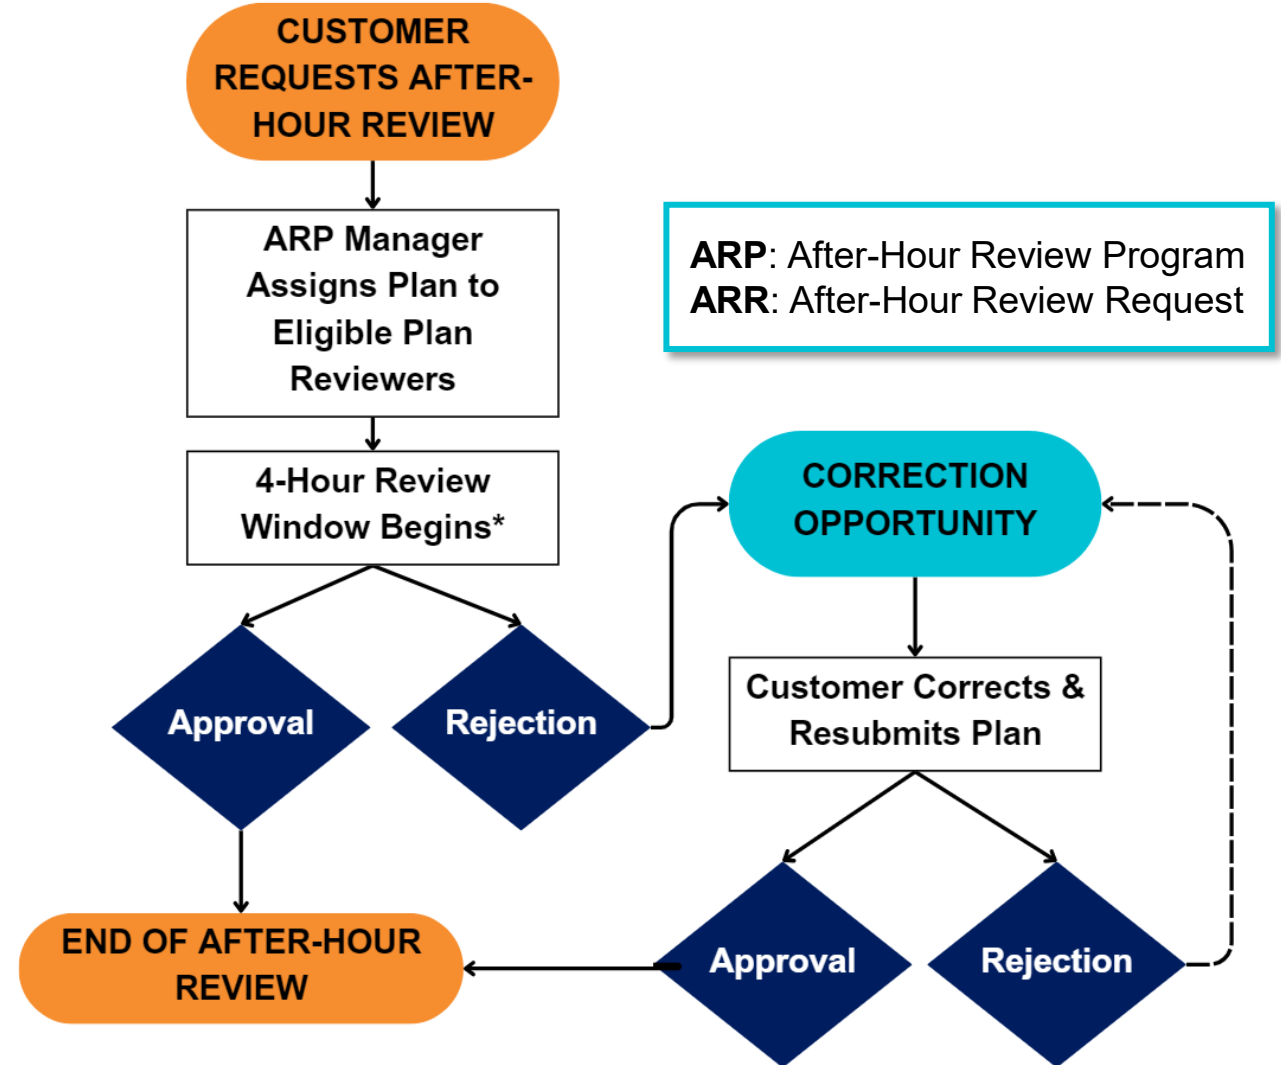 CUSTOMER
REQUESTS AFTER-
HOUR REVIEW
ARP Manager
Assigns Plan to
Eligible Plan
Reviewers
ARP: After-Hour Review Program
ARR: After-Hour Review Request
4-Hour Review
Window Begins*
CORRECTION
OPPORTUNITY
Approval
Rejection
Customer Corrects &
Resubmits Plan
END OF AFTER-HOUR
REVIEW
Approval
Rejection